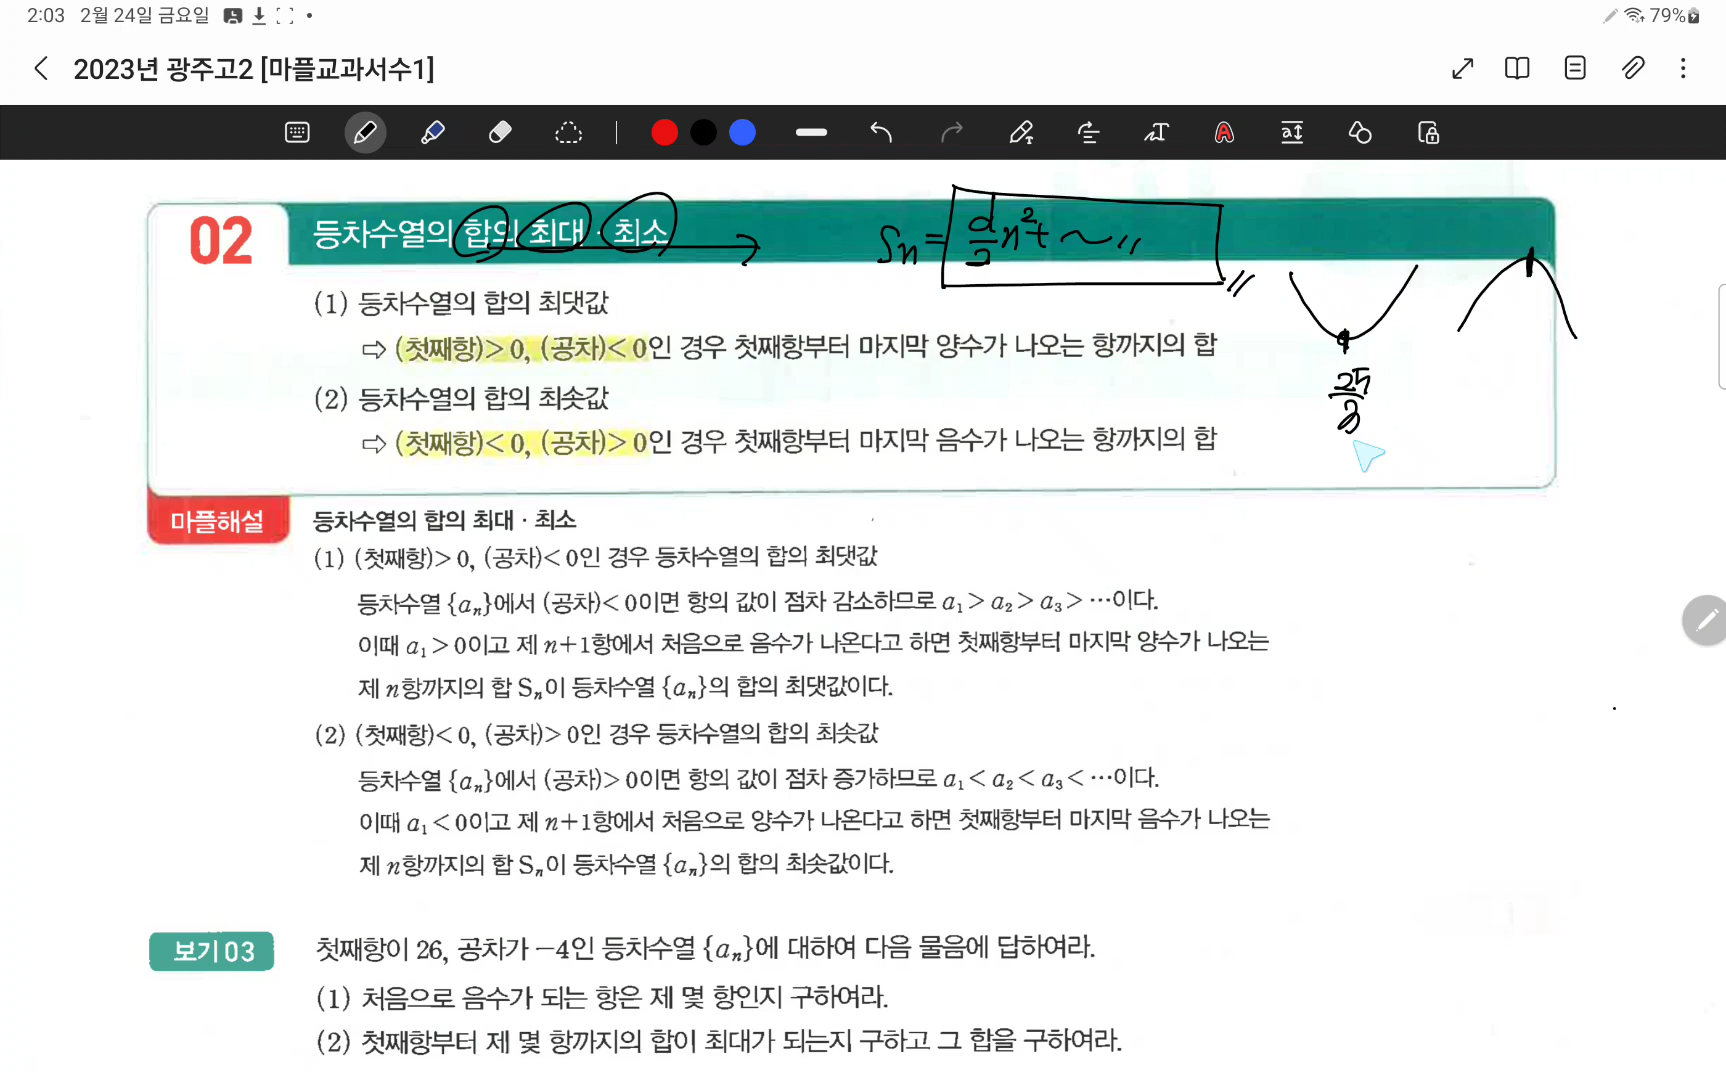 2:03 2월 24일 금요일
79%
2023년 광주고2 [마플교과서수1]
02 등차수열의 합의 최대 · 최소
Sn = d/2 n²+ ~
(1) 등차수열의 합의 최댓값
⇨ (첫째항)> 0, (공차)< 0인 경우 첫째항부터 마지막 양수가 나오는 항까지의 합
(2) 등차수열의 합의 최솟값
⇨ (첫째항)< 0, (공차)> 0인 경우 첫째항부터 마지막 음수가 나오는 항까지의 합
25/2
마플해설 등차수열의 합의 최대 · 최소
(1) (첫째항)> 0, (공차)< 0인 경우 등차수열의 합의 최댓값
등차수열 {aₙ}에서 (공차)< 0이면 항의 값이 점차 감소하므로 a₁> a₂> a₃> …이다.
이때 a₁> 0이고 제 n+1항에서 처음으로 음수가 나온다고 하면 첫째항부터 마지막 양수가 나오는
제 n항까지의 합 Sₙ이 등차수열 {aₙ}의 합의 최댓값이다.
(2) (첫째항)< 0, (공차)> 0인 경우 등차수열의 합의 최솟값
등차수열 {aₙ}에서 (공차)> 0이면 항의 값이 점차 증가하므로 a₁< a₂< a₃< …이다.
이때 a₁< 0이고 제 n+1항에서 처음으로 양수가 나온다고 하면 첫째항부터 마지막 음수가 나오는
제 n항까지의 합 Sₙ이 등차수열 {aₙ}의 합의 최솟값이다.
보기 03 첫째항이 26, 공차가 −4인 등차수열 {aₙ}에 대하여 다음 물음에 답하여라.
(1) 처음으로 음수가 되는 항은 제 몇 항인지 구하여라.
(2) 첫째항부터 제 몇 항까지의 합이 최대가 되는지 구하고 그 합을 구하여라.